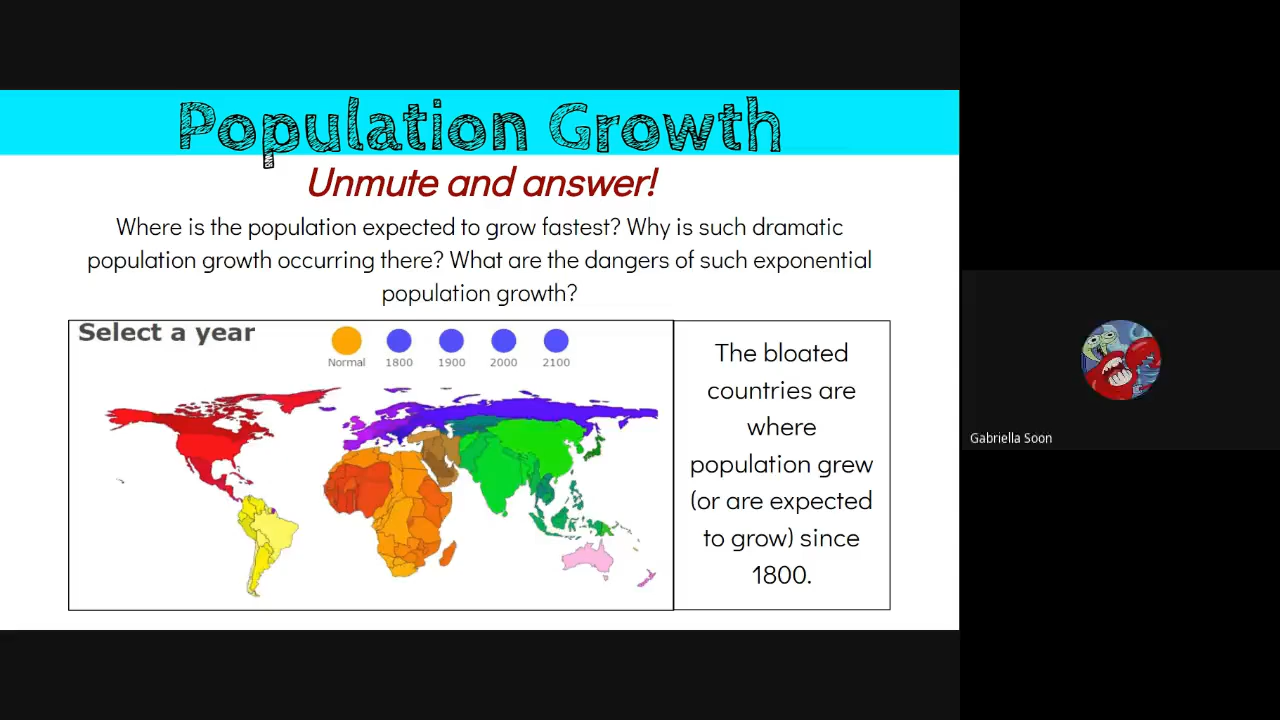 Population Growth
Unmute and answer!
Where is the population expected to grow fastest? Why is such dramatic
population growth occurring there? What are the dangers of such exponential
population growth?
Select a year
Normal 1800 1900 2000 2100
The bloated
countries are
where
population grew
(or are expected
to grow) since
1800.
Gabriella Soon